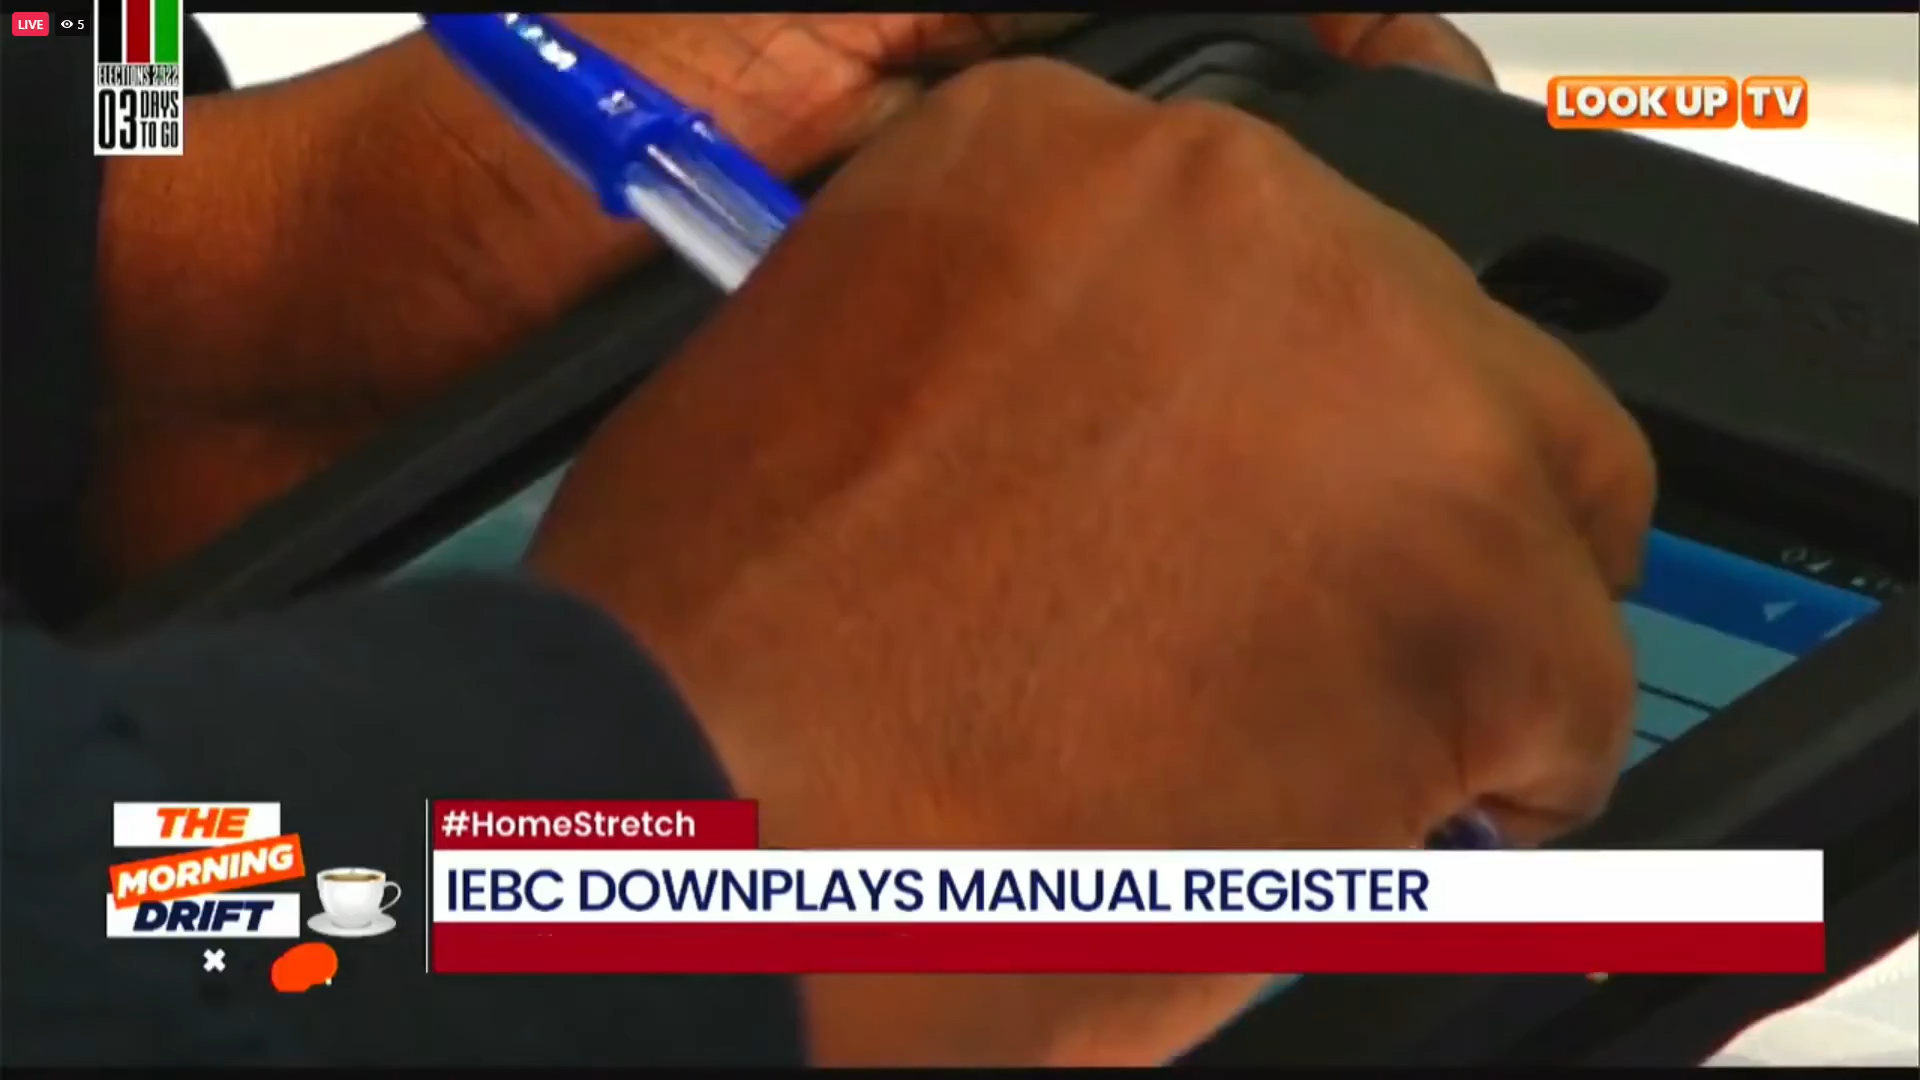 LIVE 5
ELECTIONS 2022
03 DAYS
TO GO
LOOK UP TV
THE
MORNING
DRIFT
#HomeStretch
IEBC DOWNPLAYS MANUAL REGISTER